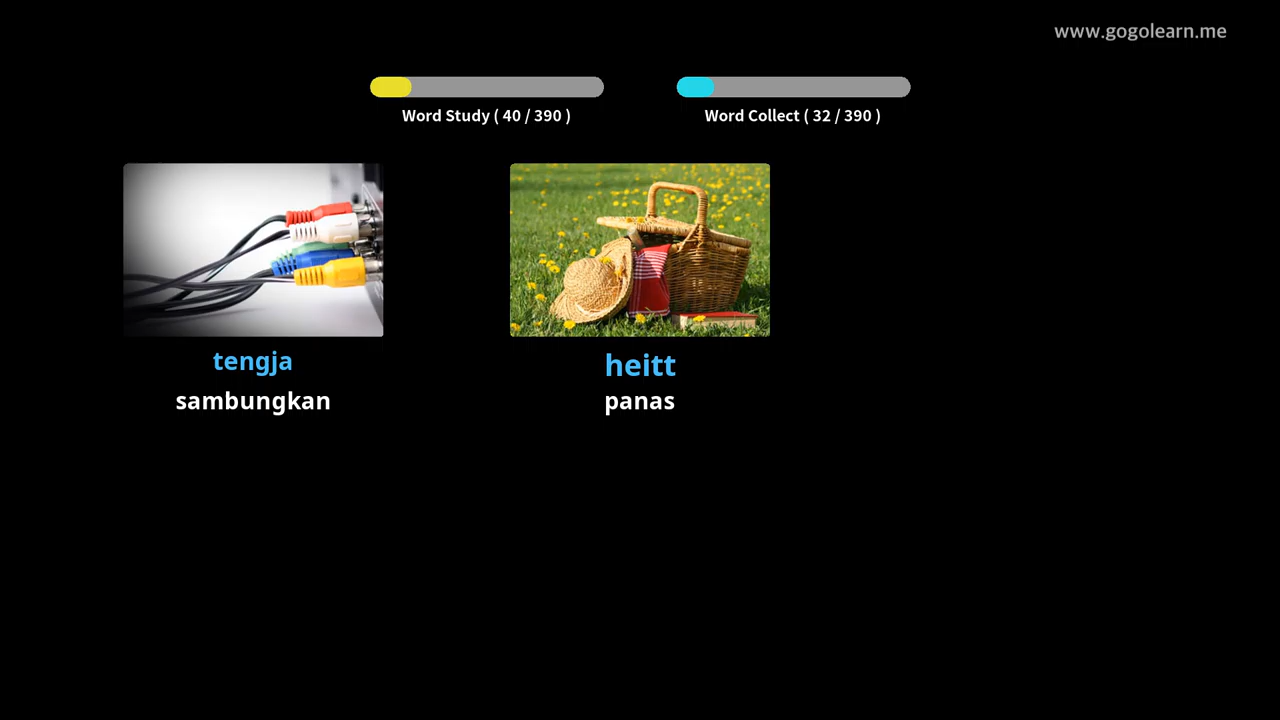 www.gogolearn.me
Word Study ( 40 / 390 )
Word Collect ( 32 / 390 )
tengja
sambungkan
heitt
panas